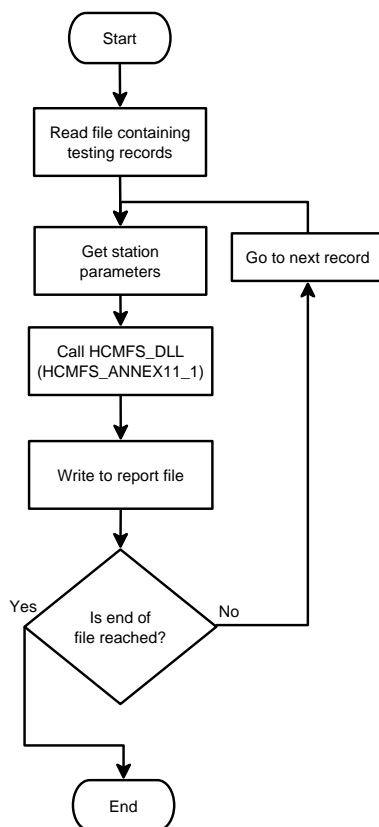 Start
Read file containing
testing records
Get station
parameters
Go to next record
Call HCMFS_DLL
(HCMFS_ANNEX11_1)
Write to report file
Yes
Is end of
file reached?
No
End